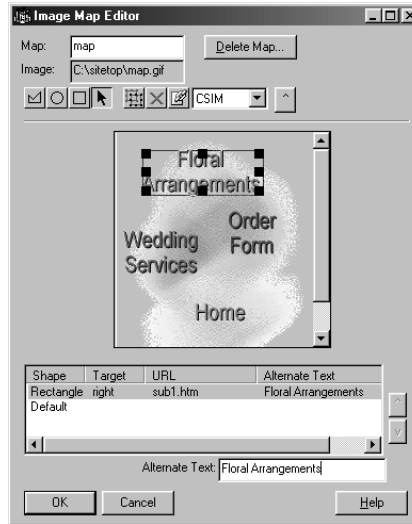 Image Map Editor
Map: map Delete Map...
Image: C:\sitetop\map.gif
CSIM
Floral
Arrangements
Order
Form
Wedding
Services
Home
Shape Target URL Alternate Text
Rectangle right sub1.htm Floral Arrangements
Default
Alternate Text: Floral Arrangements
OK Cancel Help